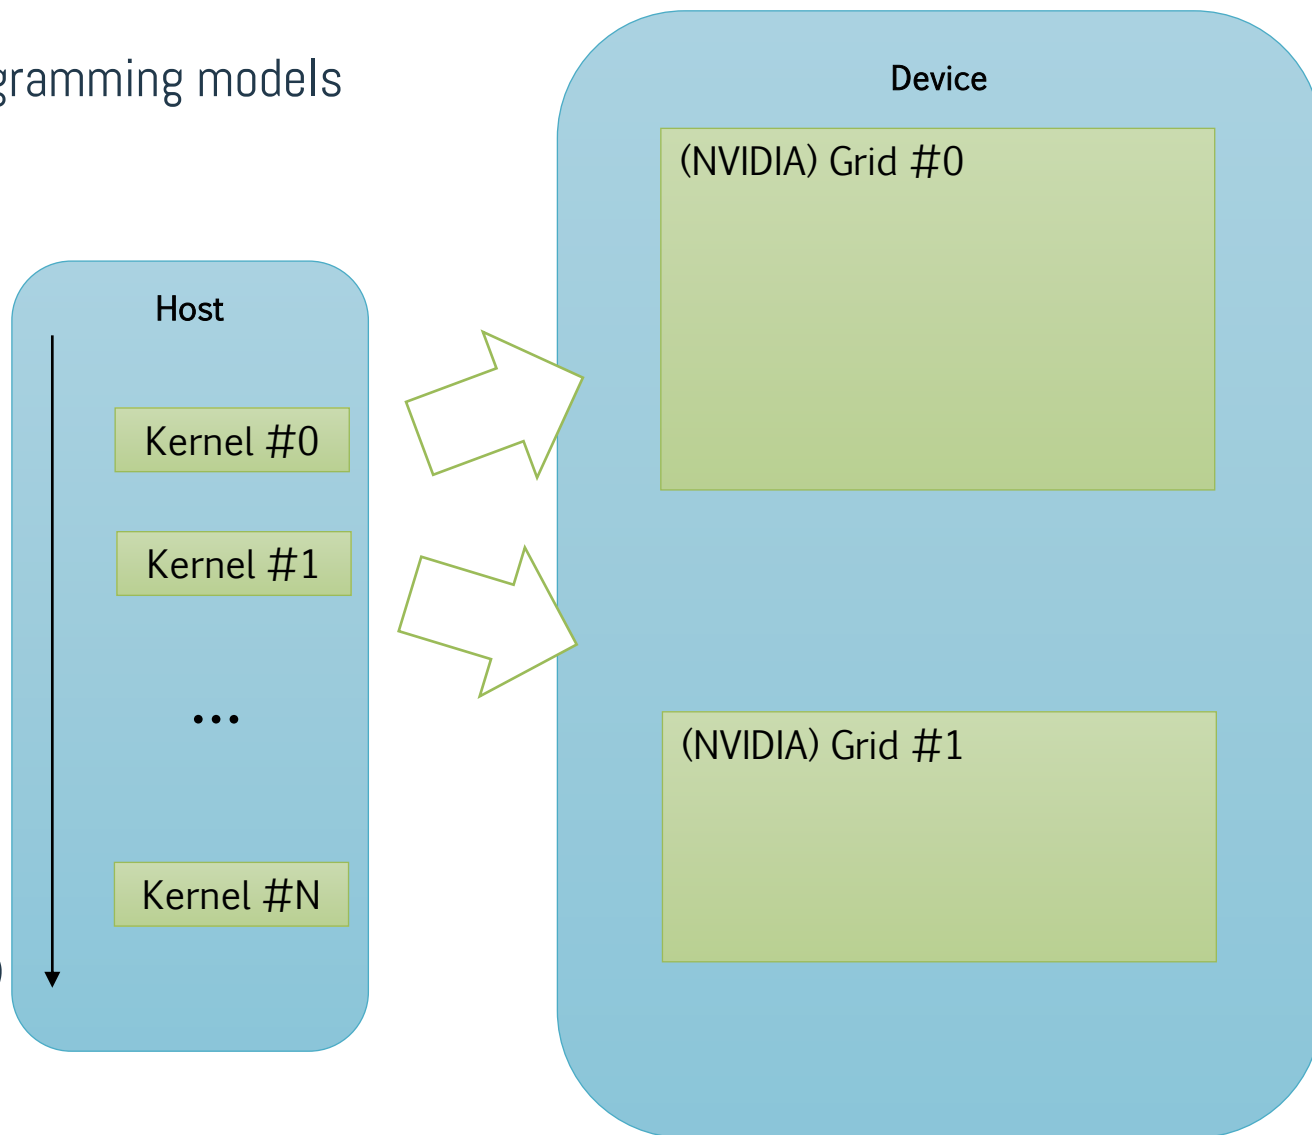 gramming models
Device
(NVIDIA) Grid #0
Host
Kernel #0
Kernel #1
...
(NVIDIA) Grid #1
Kernel #N
)